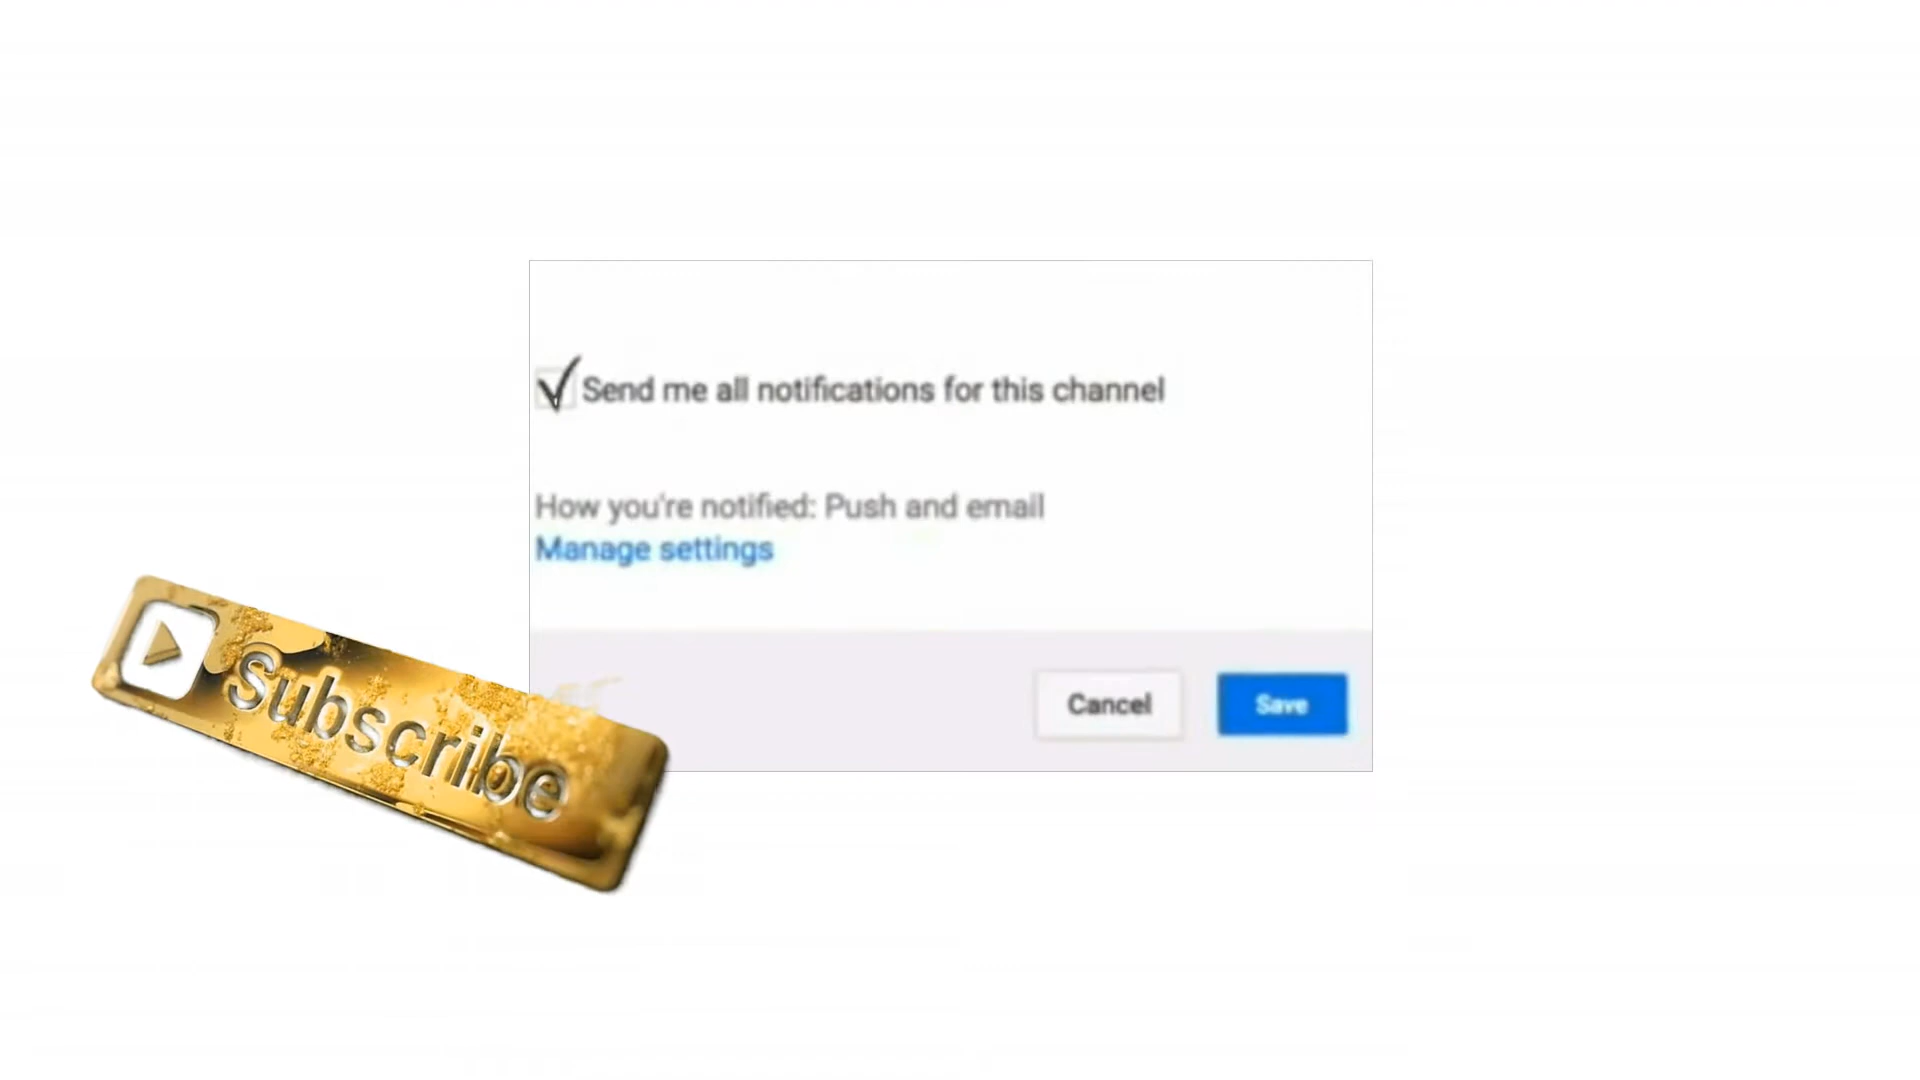 Send me all notifications for this channel
How you're notified: Push and email
Manage settings
Subscribe
Cancel
Save